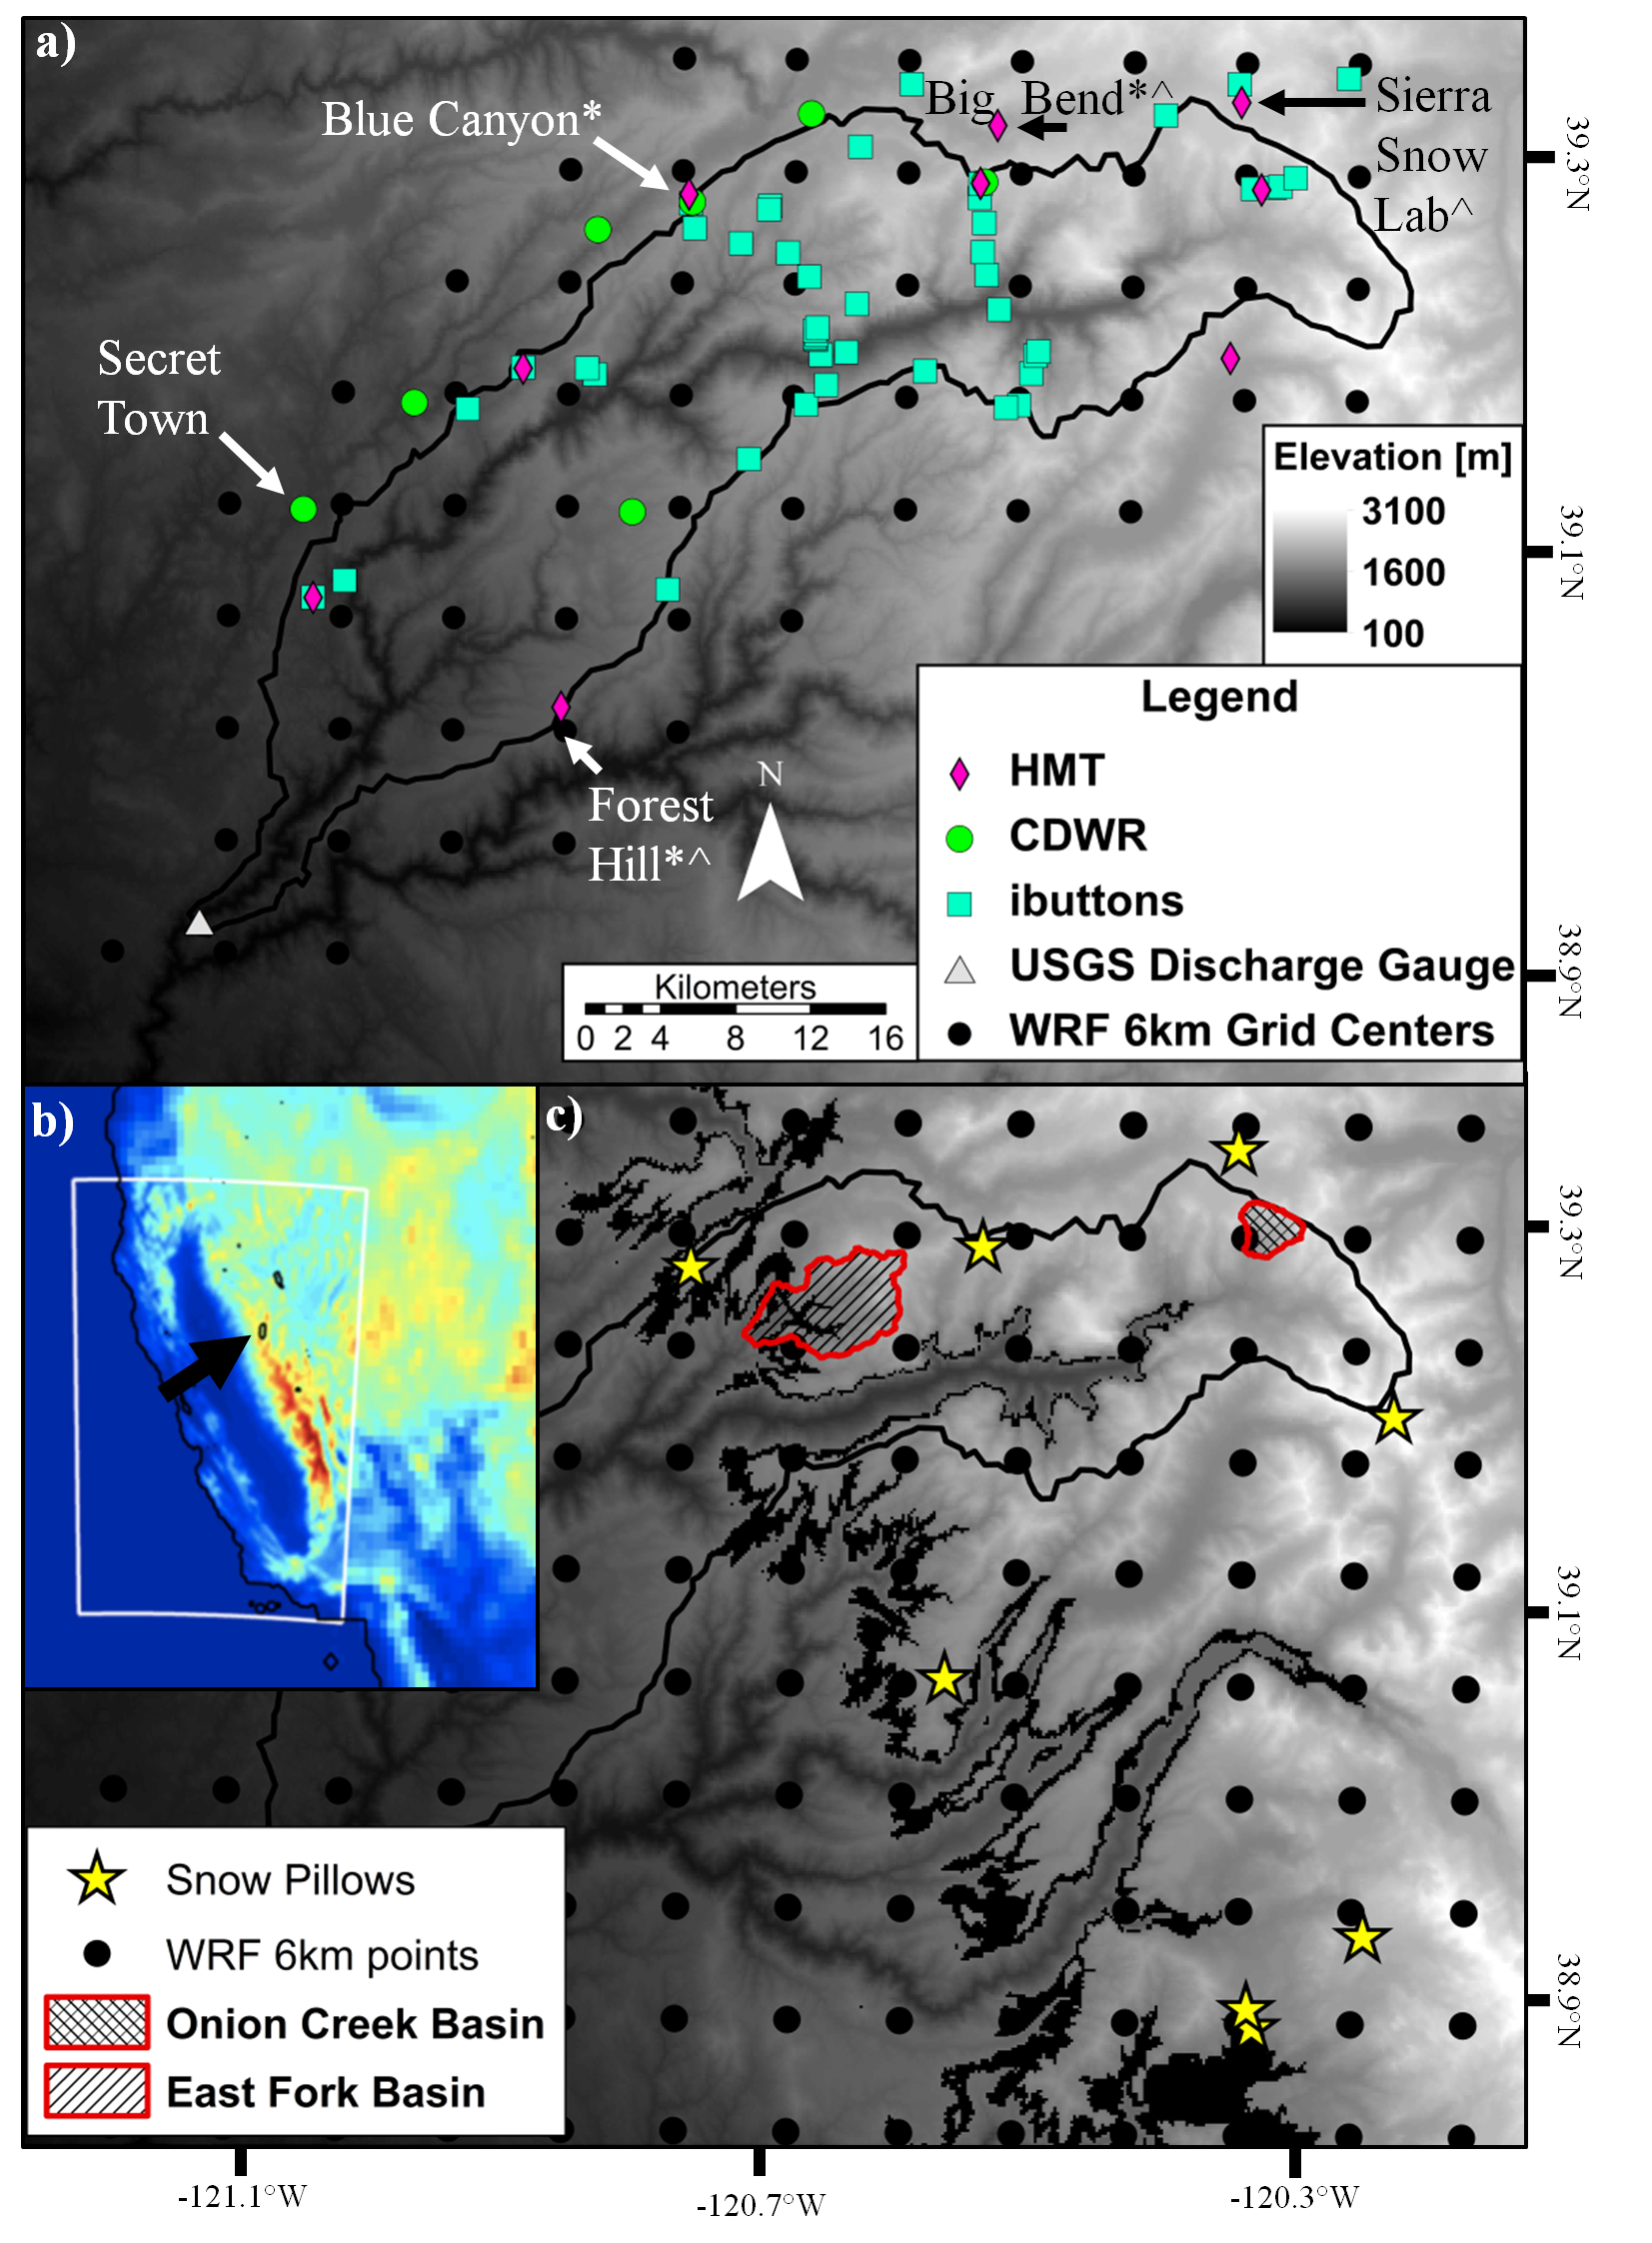 a)
Blue Canyon*
Big Bend*^
Sierra
Snow
Lab^
Secret
Town
Forest
Hill*^
N
39.3°N
39.1°N
38.9°N
Elevation [m]
3100
1600
100
Legend
HMT
CDWR
ibuttons
USGS Discharge Gauge
WRF 6km Grid Centers
Kilometers
0 2 4 8 12 16
b)
c)
39.3°N
39.1°N
38.9°N
Snow Pillows
WRF 6km points
Onion Creek Basin
East Fork Basin
-121.1°W
-120.7°W
-120.3°W